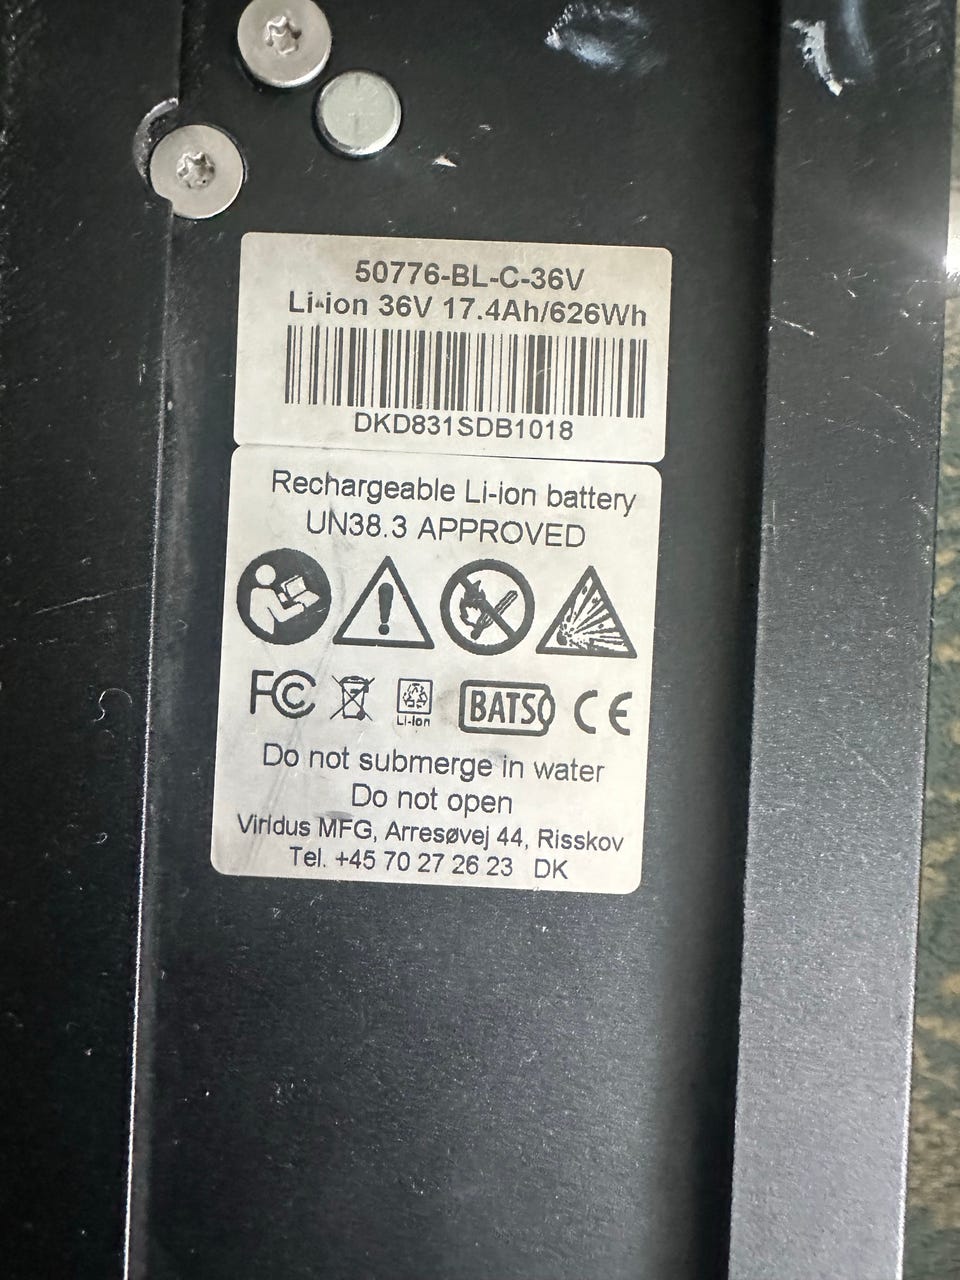 50776-BL-C-36V
Li-ion 36V 17.4Ah/626Wh
DKD831SDB1018
Rechargeable Li-ion battery
UN38.3 APPROVED
FC Li-ion BATSO CE
Do not submerge in water
Do not open
Viridus MFG, Arresøvej 44, Risskov
Tel. +45 70 27 26 23 DK